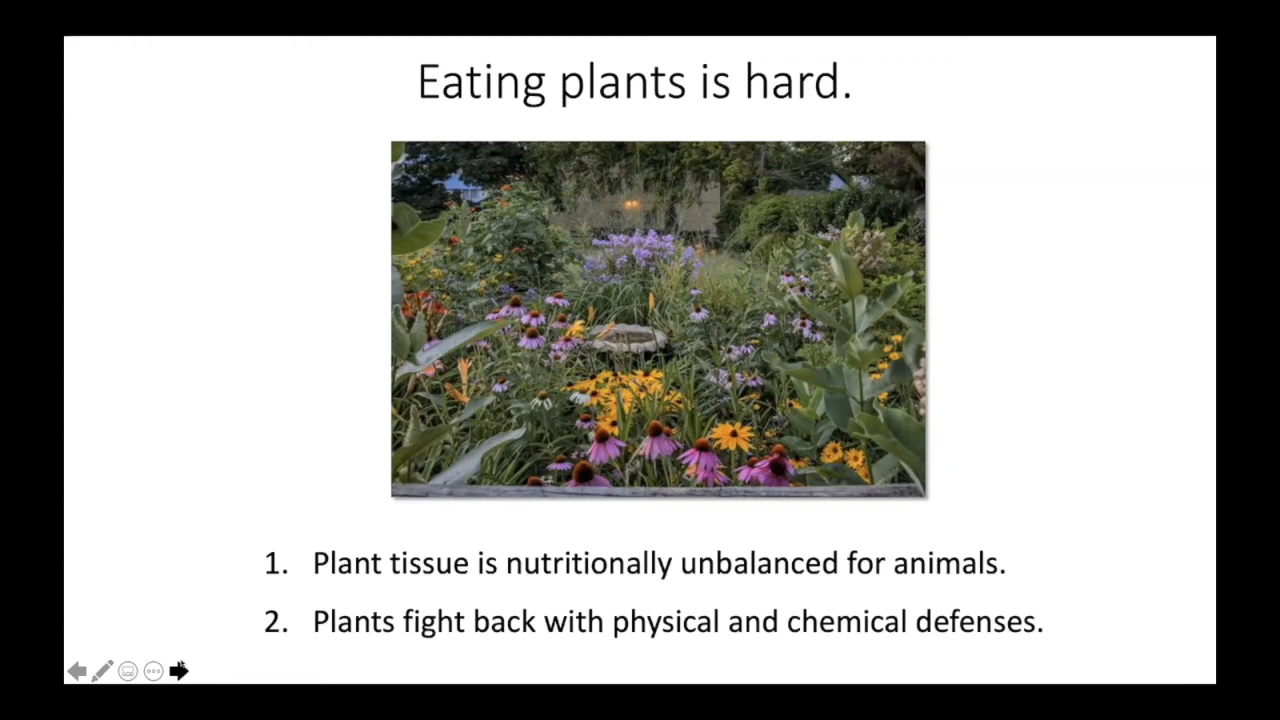 Eating plants is hard.
1. Plant tissue is nutritionally unbalanced for animals.
2. Plants fight back with physical and chemical defenses.